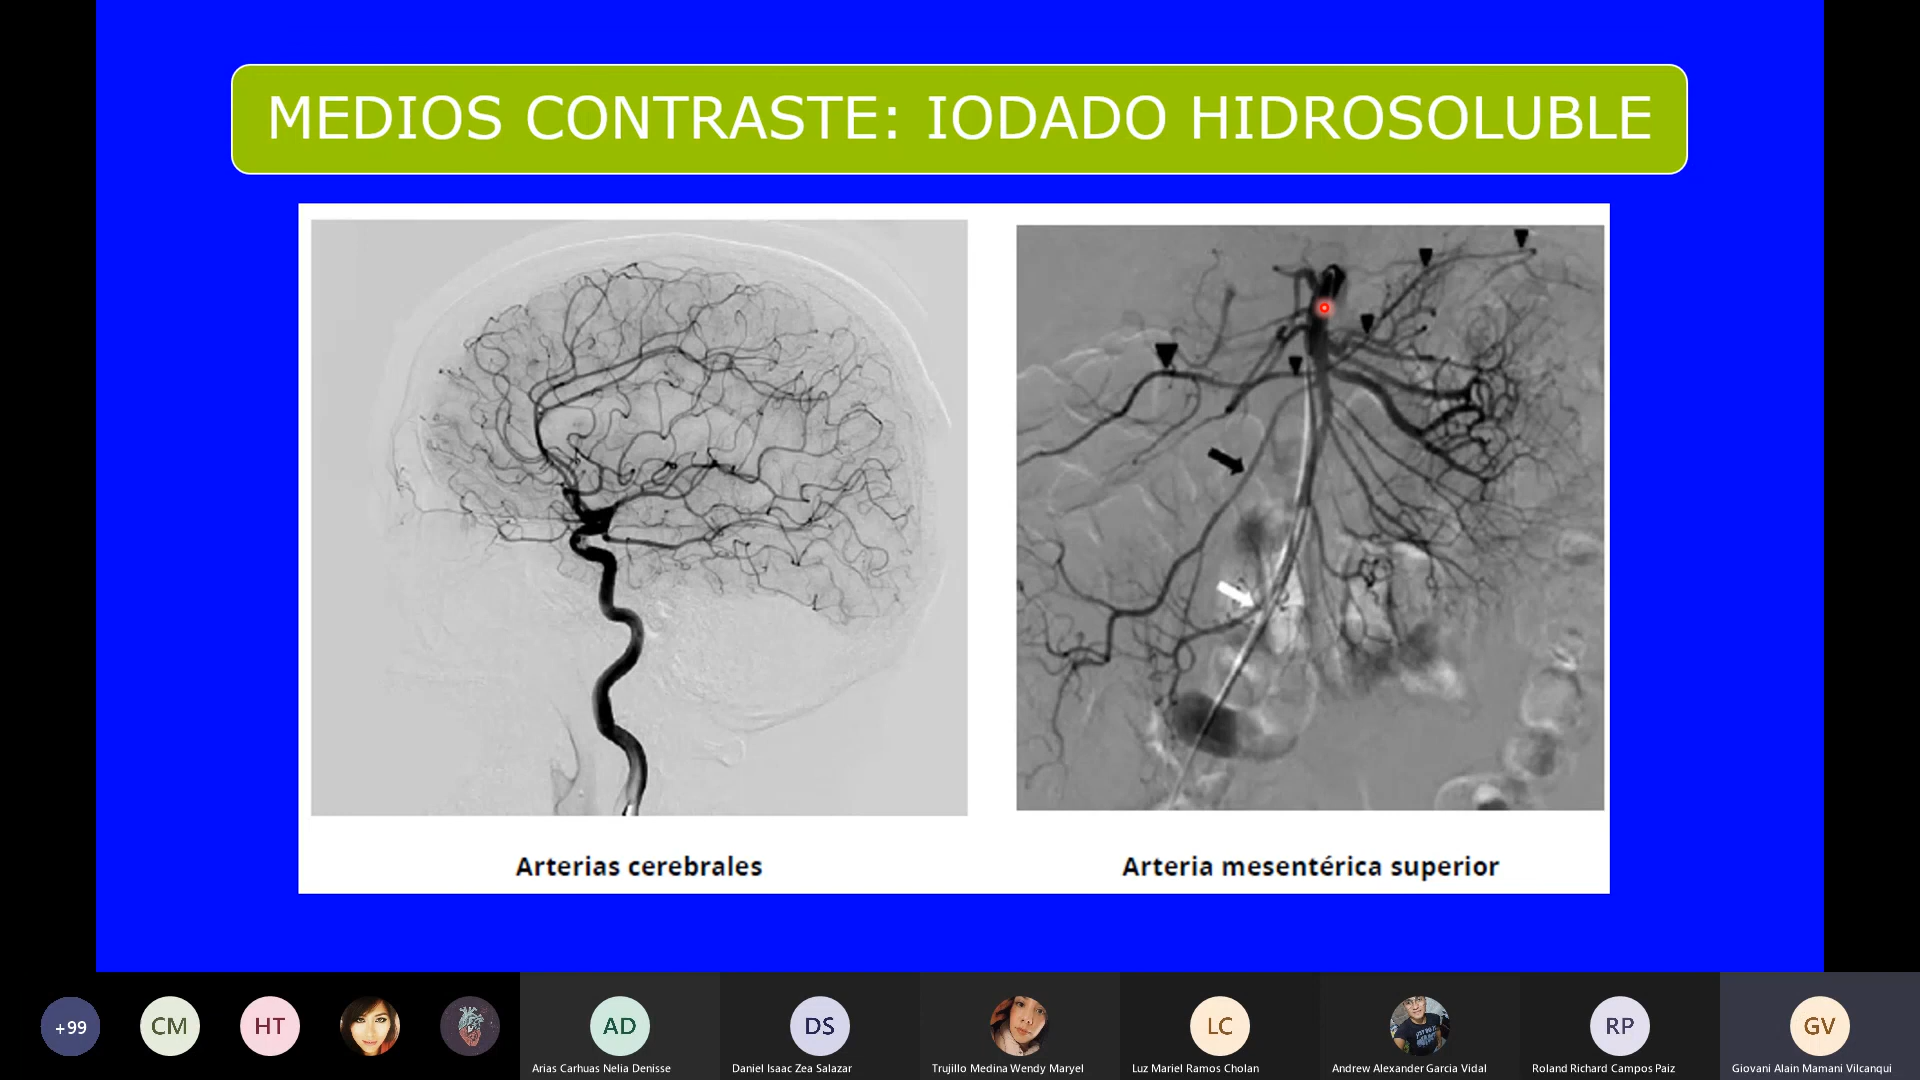 MEDIOS CONTRASTE: IODADO HIDROSOLUBLE
Arterias cerebrales
Arteria mesentérica superior
+99
CM
HT
AD
DS
LC
RP
GV
Arias Carhuas Nelia Denisse
Daniel Isaac Zea Salazar
Trujillo Medina Wendy Maryel
Luz Mariel Ramos Cholan
Andrew Alexander Garcia Vidal
Roland Richard Campos Paiz
Giovani Alain Mamani Vilcanqui